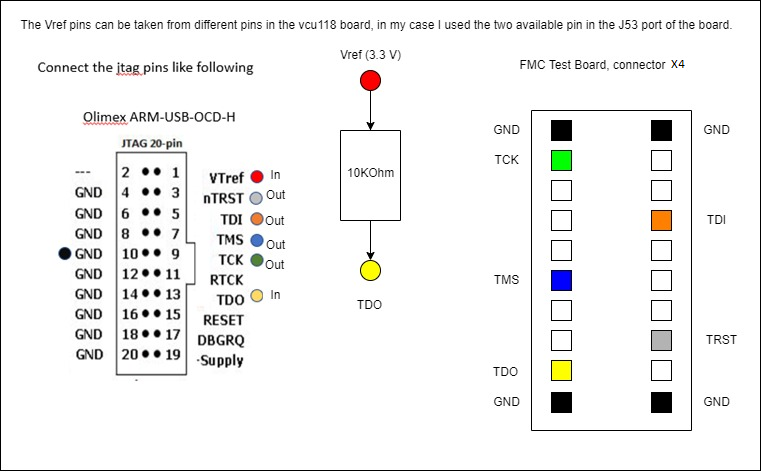 The Vref pins can be taken from different pins in the vcu118 board, in my case I used the two available pin in the J53 port of the board.
Connect the jtag pins like following
Vref (3.3 V)
FMC Test Board, connector X4
Olimex ARM-USB-OCD-H
JTAG 20-pin
--- 2 1 VTref In
GND 4 3 nTRST Out
GND 6 5 TDI Out
GND 8 7 TMS Out
GND 10 9 TCK Out
GND 12 11 RTCK
GND 14 13 TDO In
GND 16 15 RESET
GND 18 17 DBGRQ
GND 20 19 -Supply
10KOhm
TDO
GND GND
TCK
TDI
TMS
TRST
TDO
GND GND